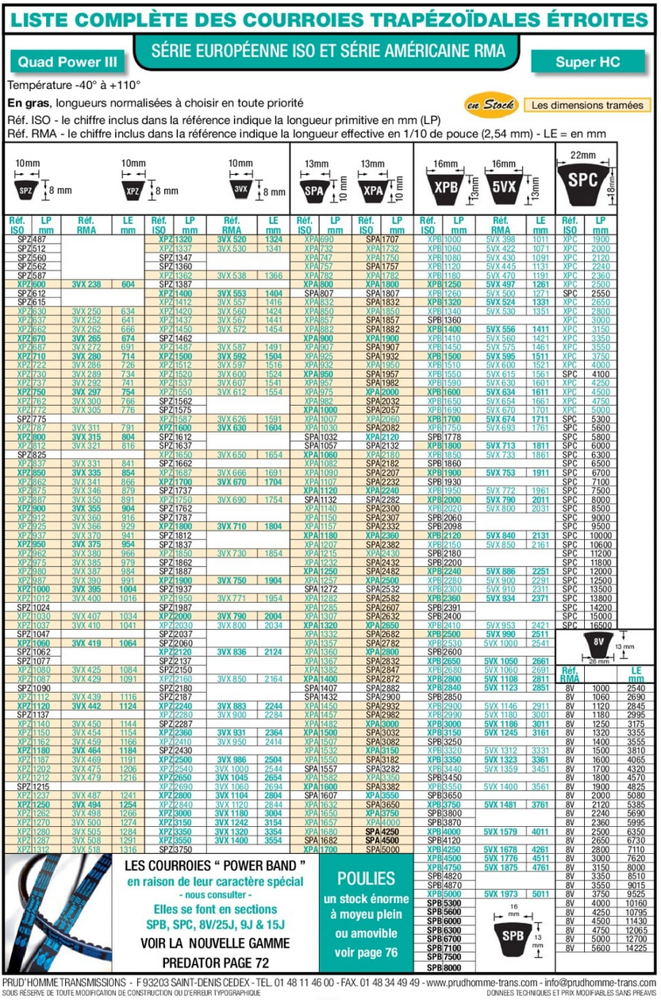 LISTE COMPLÈTE DES COURROIES TRAPÉZOÏDALES ÉTROITES
SÉRIE EUROPÉENNE ISO ET SÉRIE AMÉRICAINE RMA
Quad Power III
Super HC
Température -40° à +110°
En gras, longueurs normalisées à choisir en toute priorité
en Stock
Les dimensions tramées
Réf. ISO - le chiffre inclus dans la référence indique la longueur primitive en mm (LP)
Réf. RMA - le chiffre inclus dans la référence indique la longueur effective en 1/10 de pouce (2,54 mm) - LE = en mm
10mm 10mm 10mm 13mm 13mm 16mm 16mm 22mm
SPZ 8 mm XPZ 8 mm 3VX 8 mm SPA 10 mm XPA 10 mm XPB 13mm 5VX 13mm SPC 18mm
Réf. LP Réf. LE Réf. LP Réf. LE Réf. LP Réf. LP Réf. LP Réf. LE Réf. LP
ISO mm RMA mm ISO mm RMA mm ISO mm ISO mm ISO mm RMA mm ISO mm
SPZ 487 XPZ 1320 3VX 520 1324 XPA 690 SPA 1707 XPB 1000 5VX 398 1011 XPC 1900
SPZ 512 XPZ 1337 3VX 530 1341 XPA 732 XPA 1732 XPB 1060 5VX 422 1071 XPC 2000
SPZ 560 SPZ 1347 XPA 747 XPA 1750 XPB 1080 5VX 430 1091 XPC 2120
SPZ 562 SPZ 1360 XPA 757 SPA 1757 XPB 1120 5VX 445 1131 XPC 2240
SPZ 587 XPZ 1362 3VX 538 1366 XPA 782 XPA 1782 XPB 1180 5VX 470 1191 XPC 2360
XPZ 600 3VX 238 604 SPZ 1387 XPA 800 XPA 1800 XPB 1250 5VX 497 1261 XPC 2500
SPZ 612 XPZ 1400 3VX 553 1404 SPA 807 SPA 1807 XPB 1260 5VX 500 1271 SPC 2550
SPZ 615 XPZ 1412 3VX 557 1416 XPA 832 SPA 1832 XPB 1320 5VX 524 1331 XPC 2650
XPZ 630 3VX 250 634 XPZ 1420 3VX 560 1424 XPA 850 XPA 1850 XPB 1340 5VX 530 1351 XPC 2800
XPZ 637 3VX 252 641 XPZ 1437 3VX 567 1441 XPA 857 SPA 1857 SPB 1360 XPC 3000
XPZ 662 3VX 262 666 XPZ 1450 3VX 572 1454 XPA 882 SPA 1882 XPB 1400 5VX 556 1411 XPC 3150
XPZ 670 3VX 265 674 SPZ 1462 XPA 900 XPA 1900 XPB 1410 5VX 560 1421 XPC 3350
XPZ 687 3VX 272 691 XPZ 1487 3VX 587 1491 XPA 907 SPA 1907 XPB 1450 5VX 575 1461 XPC 3550
XPZ 710 3VX 280 714 XPZ 1500 3VX 592 1504 XPA 925 SPA 1932 XPB 1500 5VX 595 1511 XPC 3750
XPZ 722 3VX 286 726 XPZ 1512 3VX 597 1516 XPA 932 XPA 1950 XPB 1510 5VX 600 1521 XPC 4000
XPZ 730 3VX 289 734 XPZ 1520 3VX 600 1524 XPA 950 SPA 1957 XPB 1550 5VX 615 1561 SPC 4100
XPZ 737 3VX 292 741 XPZ 1537 3VX 607 1541 XPA 957 SPA 1982 XPB 1590 5VX 630 1601 XPC 4250
XPZ 750 3VX 297 754 XPZ 1550 3VX 612 1554 XPA 975 XPA 2000 XPB 1600 5VX 634 1611 XPC 4500
XPZ 762 3VX 300 766 SPZ 1562 XPA 982 SPA 2032 XPB 1650 5VX 654 1661 XPC 4750
XPZ 772 3VX 305 776 SPZ 1575 XPA 1000 SPA 2057 XPB 1690 5VX 670 1701 XPC 5000
SPZ 775 XPZ 1587 3VX 626 1591 XPA 1007 XPA 2060 XPB 1700 5VX 674 1711 SPC 5300
XPZ 787 3VX 311 791 XPZ 1600 3VX 630 1604 XPA 1030 SPA 2082 XPB 1750 5VX 693 1761 SPC 5600
XPZ 800 3VX 315 804 SPZ 1612 SPA 1032 XPA 2120 SPB 1778 SPC 5800
XPZ 812 3VX 321 816 SPZ 1637 SPA 1057 SPA 2132 XPB 1800 5VX 713 1811 SPC 6000
SPZ 825 XPZ 1650 3VX 650 1654 XPA 1060 XPA 2180 XPB 1850 5VX 733 1861 SPC 6300
XPZ 837 3VX 331 841 SPZ 1662 XPA 1082 SPA 2182 SPB 1860 SPC 6500
XPZ 850 3VX 335 854 XPZ 1687 3VX 666 1691 XPA 1090 SPA 2207 XPB 1900 5VX 753 1911 SPC 6700
XPZ 862 3VX 341 866 XPZ 1700 3VX 670 1704 XPA 1107 SPA 2232 SPB 1930 SPC 7100
XPZ 875 3VX 346 879 SPZ 1737 XPA 1120 XPA 2240 XPB 1950 5VX 772 1961 SPC 7500
XPZ 887 3VX 350 891 XPZ 1750 3VX 690 1754 SPA 1132 SPA 2282 XPB 2000 5VX 790 2011 SPC 8000
XPZ 900 3VX 355 904 SPZ 1762 XPA 1140 SPA 2300 XPB 2020 5VX 800 2031 SPC 8500
XPZ 912 3VX 360 916 SPZ 1787 XPA 1150 SPA 2307 SPB 2060 SPC 9000
XPZ 925 3VX 366 929 XPZ 1800 3VX 710 1804 XPA 1157 SPA 2332 SPB 2098 SPC 9500
XPZ 937 3VX 370 941 SPZ 1812 XPA 1180 XPA 2360 XPB 2120 5VX 840 2131 SPC 10000
XPZ 950 3VX 375 954 SPZ 1837 XPA 1207 SPA 2382 XPB 2150 5VX 850 2161 SPC 10600
XPZ 962 3VX 380 966 XPZ 1850 3VX 730 1854 XPA 1215 XPA 2430 SPB 2180 SPC 11200
XPZ 975 3VX 385 979 SPZ 1862 XPA 1232 SPA 2432 SPB 2200 SPC 11800
XPZ 980 3VX 387 984 SPZ 1887 XPA 1250 SPA 2482 XPB 2240 5VX 886 2251 SPC 12000
XPZ 987 3VX 390 991 XPZ 1900 3VX 750 1904 XPA 1257 XPA 2500 XPB 2280 5VX 900 2291 SPC 12500
XPZ 1000 3VX 395 1004 SPZ 1937 SPA 1272 SPA 2532 XPB 2300 5VX 910 2311 SPC 13500
XPZ 1012 3VX 400 1016 XPZ 1950 3VX 771 1954 XPA 1282 SPA 2582 XPB 2360 5VX 934 2371 SPC 13800
SPZ 1024 SPZ 1987 XPA 1285 SPA 2607 SPB 2391 SPC 14200
XPZ 1030 3VX 407 1034 XPZ 2000 3VX 790 2004 XPA 1307 SPA 2632 SPB 2400 SPC 15000
XPZ 1037 3VX 410 1041 XPZ 2030 3VX 800 2034 XPA 1320 XPA 2650 XPB 2410 5VX 953 2421 SPC 16500
SPZ 1047 SPZ 2037 XPA 1332 SPA 2682 XPB 2500 5VX 990 2511
XPZ 1060 3VX 419 1064 SPZ 2060 XPA 1357 SPA 2782 XPB 2530 5VX 1000 2541
SPZ 1062 XPZ 2120 3VX 836 2124 XPA 1360 XPA 2800 SPB 2600
SPZ 1077 SPZ 2137 XPA 1367 SPA 2832 XPB 2650 5VX 1050 2661
8V 13 mm
26 mm
XPZ 1080 3VX 425 1084 SPZ 2150 XPA 1382 SPA 2847 XPB 2680 5VX 1060 2691 Réf. LE
XPZ 1087 3VX 429 1091 XPZ 2160 3VX 850 2164 XPA 1400 SPA 2872 XPB 2800 5VX 1108 2811 RMA mm
SPZ 1090 SPZ 2180 SPA 1407 SPA 2882 XPB 2840 5VX 1123 2851 8V 1000 2540
XPZ 1112 3VX 439 1116 SPZ 2187 SPA 1432 SPA 2900 SPB 2850 8V 1060 2690
XPZ 1120 3VX 442 1124 XPZ 2240 3VX 883 2244 XPA 1450 SPA 2932 XPB 2900 5VX 1146 2911 8V 1120 2845
SPZ 1137 XPZ 2280 3VX 900 2284 XPA 1457 SPA 2982 XPB 2990 5VX 1180 3001 8V 1180 2995
XPZ 1140 3VX 450 1144 SPZ 2287 XPA 1482 XPA 3000 XPB 3000 5VX 1186 3011 8V 1250 3175
XPZ 1150 3VX 454 1154 XPZ 2360 3VX 931 2364 XPA 1500 SPA 3032 XPB 3150 5VX 1245 3161 8V 1320 3355
XPZ 1162 3VX 459 1166 XPZ 2410 3VX 950 2414 SPA 1507 SPA 3082 SPB 3250 8V 1400 3555
XPZ 1180 3VX 464 1184 SPZ 2430 XPA 1532 XPA 3150 XPB 3320 5VX 1312 3331 8V 1500 3810
XPZ 1187 3VX 469 1191 XPZ 2500 3VX 986 2504 XPA 1550 SPA 3182 XPB 3350 5VX 1323 3361 8V 1600 4065
XPZ 1202 3VX 475 1206 XPZ 2540 3VX 1000 2544 SPA 1557 SPA 3282 XPB 3440 5VX 1359 3451 8V 1700 4320
XPZ 1212 3VX 479 1216 XPZ 2650 3VX 1045 2654 XPA 1582 XPA 3350 SPB 3450 8V 1800 4570
SPZ 1215 XPZ 2690 3VX 1060 2694 XPA 1600 SPA 3382 XPB 3550 5VX 1400 3561 8V 1900 4825
XPZ 1237 3VX 487 1241 XPZ 2800 3VX 1104 2804 SPA 1607 XPA 3550 SPB 3650 8V 2000 5080
XPZ 1250 3VX 494 1254 XPZ 2840 3VX 1120 2844 XPA 1632 SPA 3650 XPB 3750 5VX 1481 3761 8V 2120 5385
XPZ 1262 3VX 498 1266 XPZ 3000 3VX 1180 3004 XPA 1650 XPA 3750 SPB 3800 8V 2240 5690
XPZ 1270 3VX 500 1274 XPZ 3150 3VX 1242 3154 XPA 1657 XPA 4000 SPB 3870 8V 2360 5995
XPZ 1280 3VX 505 1284 XPZ 3350 3VX 1320 3354 XPA 1680 SPA 4250 XPB 4000 5VX 1579 4011 8V 2500 6350
XPZ 1287 3VX 508 1291 XPZ 3550 3VX 1400 3554 SPA 1682 SPA 4500 SPB 4120 8V 2650 6730
XPZ 1312 3VX 518 1316 SPZ 3750 XPA 1700 SPA 5000 XPB 4250 5VX 1678 4261 8V 2800 7110
XPB 4500 5VX 1776 4511 8V 3000 7620
XPB 4750 5VX 1875 4761 8V 3150 8000
SPB 4820 8V 3350 8510
SPB 4870 8V 3550 9015
XPB 5000 5VX 1973 5011 8V 3750 9525
SPB 5300 8V 4000 10160
SPB 5600 8V 4250 10795
SPB 6000 8V 4500 11430
SPB 6300 8V 4750 12065
SPB 6700 8V 5000 12700
SPB 7100 8V 5600 14225
SPB 7500
SPB 8000
16 mm
SPB 13 mm
LES COURROIES “ POWER BAND ”
en raison de leur caractère spécial
- nous consulter -
Elles se font en sections
SPB, SPC, 8V/25J, 9J & 15J
VOIR LA NOUVELLE GAMME
PREDATOR PAGE 72
POULIES
un stock énorme
à moyeu plein
ou amovible
voir page 76
PRUD'HOMME TRANSMISSIONS - F 93203 SAINT-DENIS CEDEX - TEL. 01 48 11 46 00 - FAX. 01 48 34 49 49 - www.prudhomme-trans.com - info@prudhomme-trans.com
SOUS RÉSERVE DE TOUTE MODIFICATION DE CONSTRUCTION OU D'ERREUR TYPOGRAPHIQUE
DONNÉES TECHNIQUES ET PRIX MODIFIABLES SANS PREAVIS